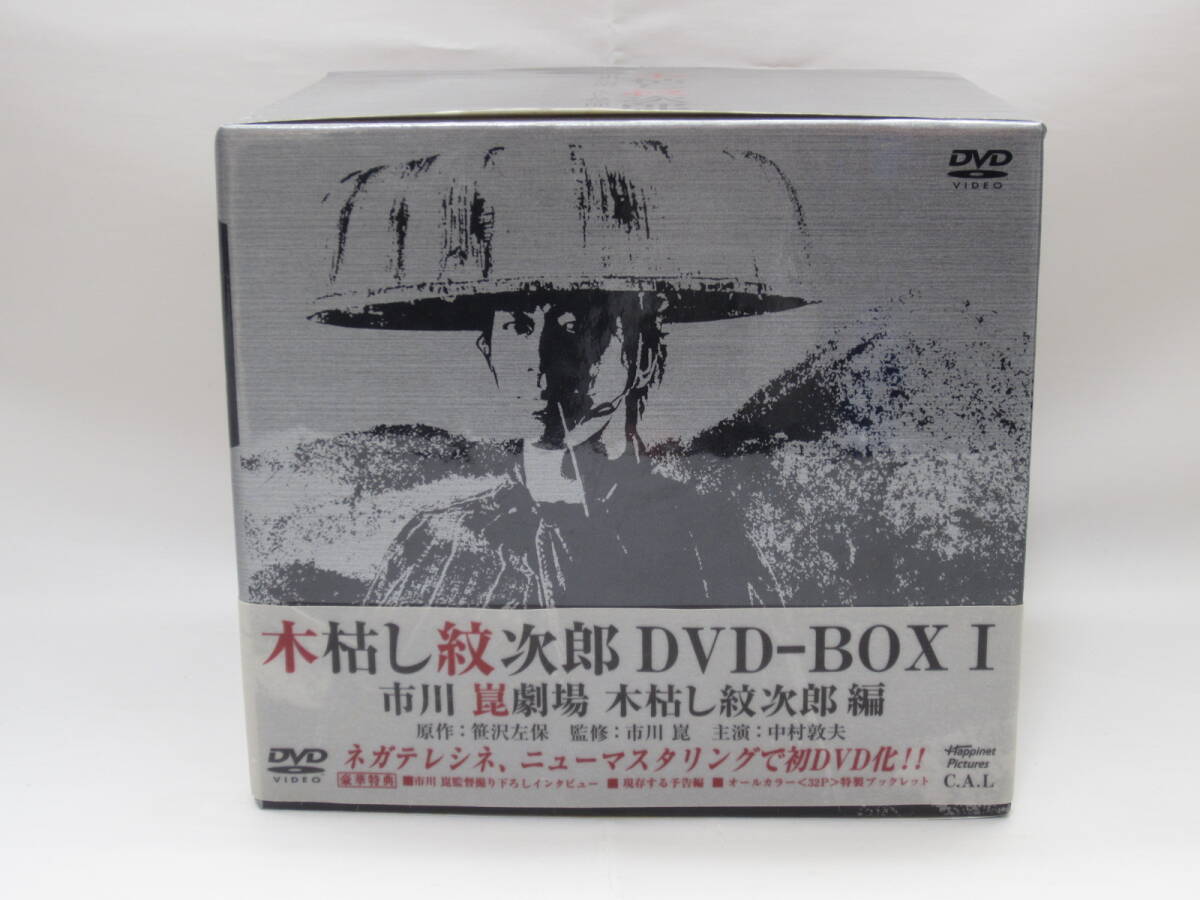 DVD
VIDEO
木枯し紋次郎 DVD-BOX I
市川 崑劇場 木枯し紋次郎 編
原作:笹沢左保 監修:市川 崑 主演:中村敦夫
DVD
VIDEO
ネガテレシネ、ニューマスタリングで初DVD化!!
豪華特典 ■市川 崑監督撮り下ろしインタビュー ■現存する予告編 ■オールカラー<32P>特製ブックレット
Happinet
Pictures
C.A.L